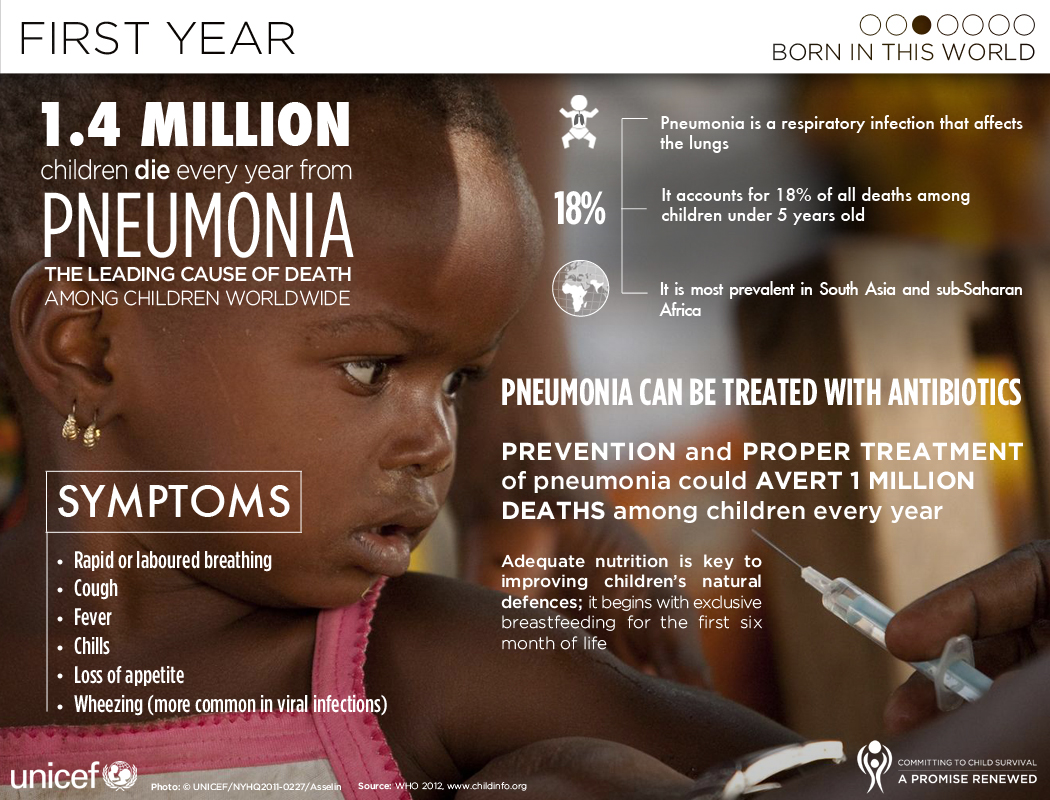 FIRST YEAR
BORN IN THIS WORLD
1.4 MILLION
children die every year from
PNEUMONIA
THE LEADING CAUSE OF DEATH
AMONG CHILDREN WORLDWIDE
Pneumonia is a respiratory infection that affects
the lungs
18%
It accounts for 18% of all deaths among
children under 5 years old
It is most prevalent in South Asia and sub-Saharan
Africa
PNEUMONIA CAN BE TREATED WITH ANTIBIOTICS
PREVENTION and PROPER TREATMENT
of pneumonia could AVERT 1 MILLION
DEATHS among children every year
Adequate nutrition is key to
improving children's natural
defences; it begins with exclusive
breastfeeding for the first six
month of life
SYMPTOMS
• Rapid or laboured breathing
• Cough
• Fever
• Chills
• Loss of appetite
• Wheezing (more common in viral infections)
unicef
Photo: © UNICEF/NYHQ2011-0227/Asselin
Source: WHO 2012, www.childinfo.org
COMMITTING TO CHILD SURVIVAL
A PROMISE RENEWED